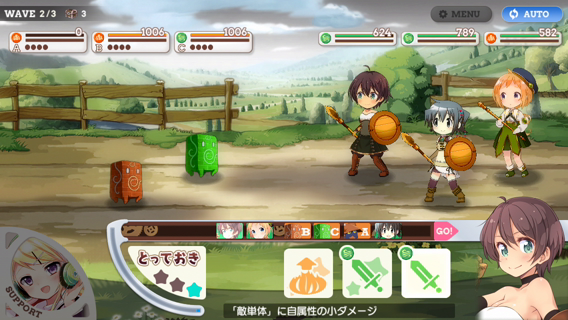 WAVE 2/3 3
MENU
AUTO
0
1006
1006
624
789
582
A
B
C
B C A GO!
とっておき
SUPPORT
「敵単体」に自属性の小ダメージ